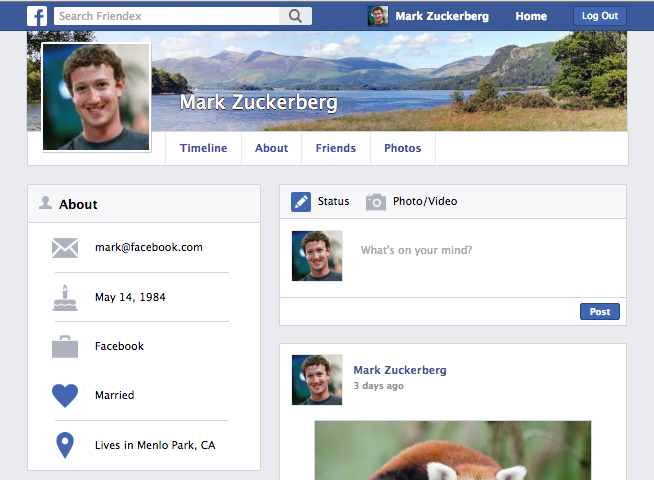 f
Search Friendex
Mark Zuckerberg
Home
Log Out
Mark Zuckerberg
Timeline
About
Friends
Photos
About
mark@facebook.com
May 14, 1984
Facebook
Married
Lives in Menlo Park, CA
Status
Photo/Video
What's on your mind?
Post
Mark Zuckerberg
3 days ago